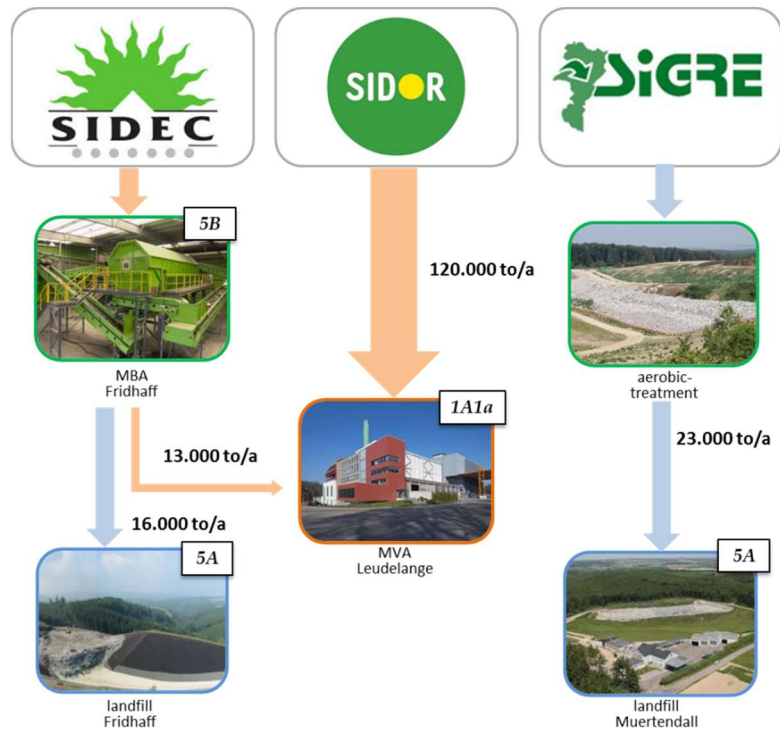 SIDEC
SIDOR
SiGRE
5B
120.000 to/a
MBA
Fridhaff
aerobic-
treatment
1A1a
13.000 to/a
23.000 to/a
16.000 to/a
MVA
Leudelange
5A
5A
landfill
Fridhaff
landfill
Muertendall